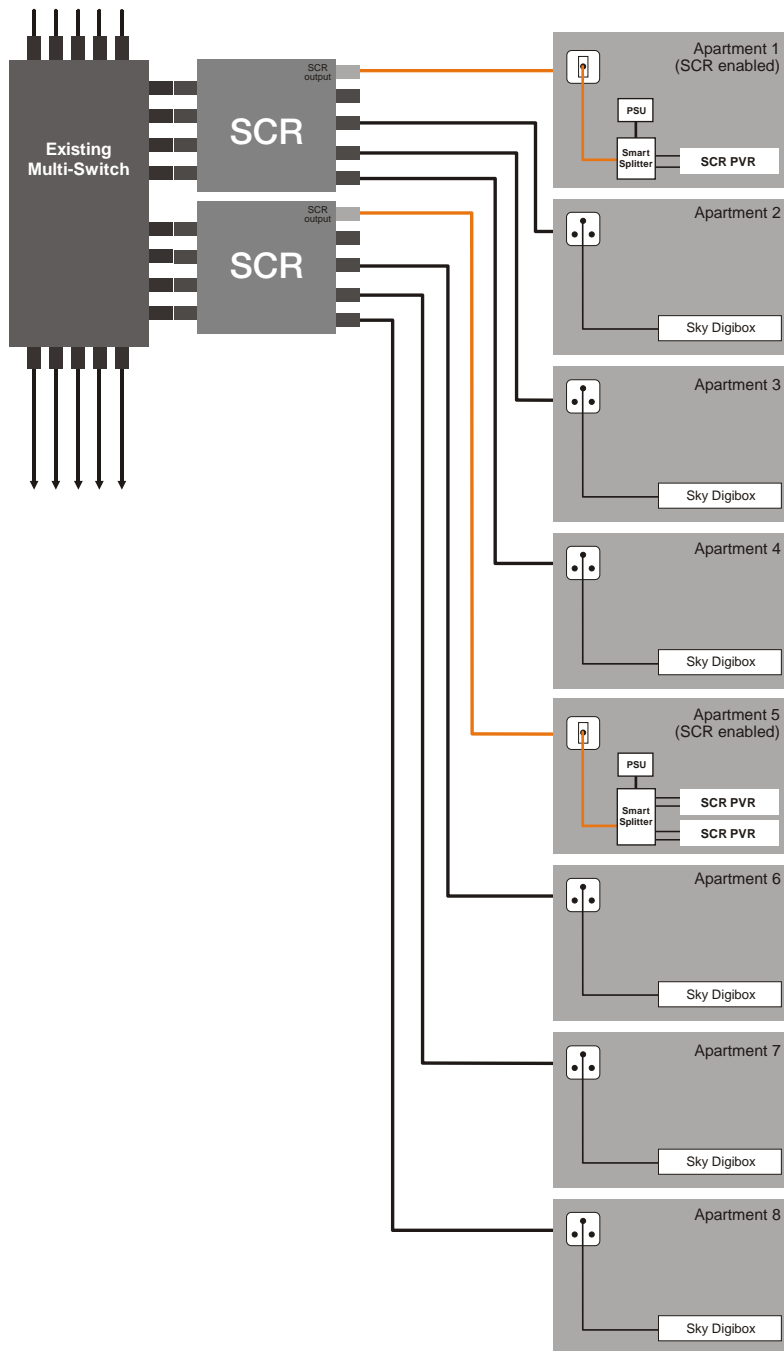 Existing
Multi-Switch
SCR
output
SCR
SCR
output
SCR
Apartment 1
(SCR enabled)
PSU
Smart
Splitter
SCR PVR
Apartment 2
Sky Digibox
Apartment 3
Sky Digibox
Apartment 4
Sky Digibox
Apartment 5
(SCR enabled)
PSU
Smart
Splitter
SCR PVR
SCR PVR
Apartment 6
Sky Digibox
Apartment 7
Sky Digibox
Apartment 8
Sky Digibox